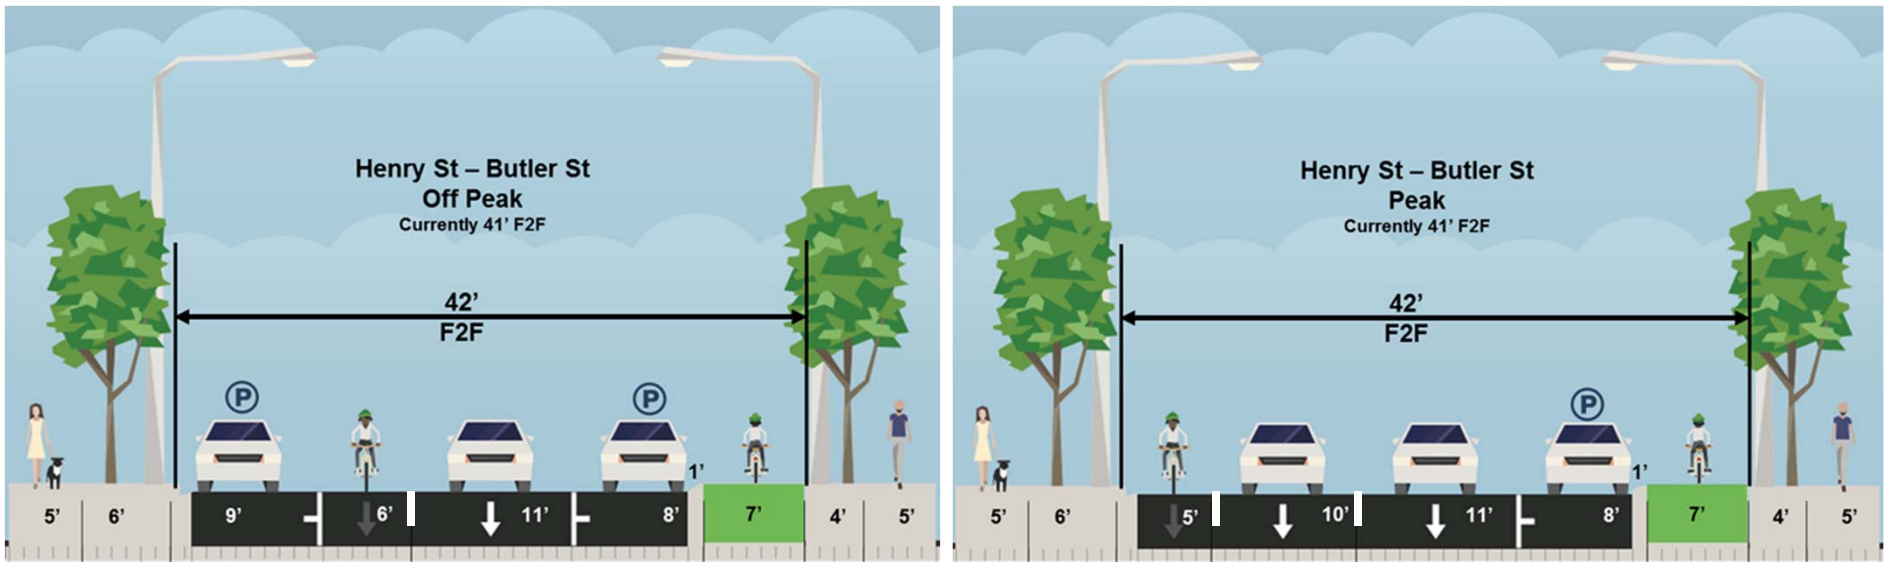 Henry St – Butler St
Off Peak
Currently 41’ F2F
42’
F2F
P
P
1’
5’ 6’ 9’ 6’ 11’ 8’ 7’ 4’ 5’
Henry St – Butler St
Peak
Currently 41’ F2F
42’
F2F
P
1’
5’ 6’ 5’ 10’ 11’ 8’ 7’ 4’ 5’